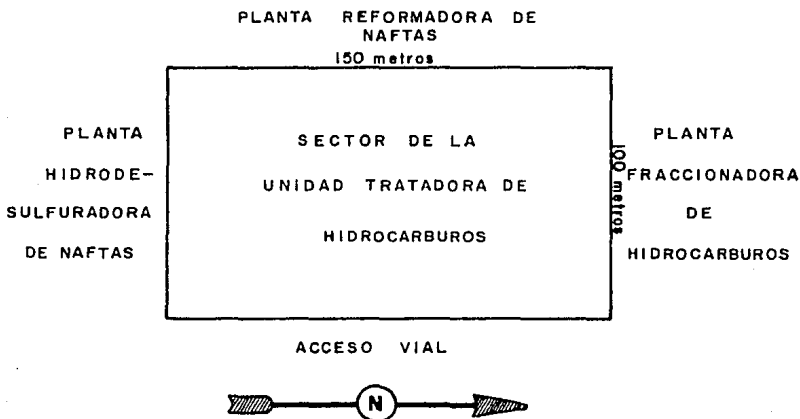 PLANTA REFORMADORA DE
NAFTAS
150 metros
PLANTA
HIDRODE-
SULFURADORA
DE NAFTAS
SECTOR DE LA
UNIDAD TRATADORA DE
HIDROCARBUROS
100 metros
PLANTA
FRACCIONADORA
DE
HIDROCARBUROS
ACCESO VIAL
N